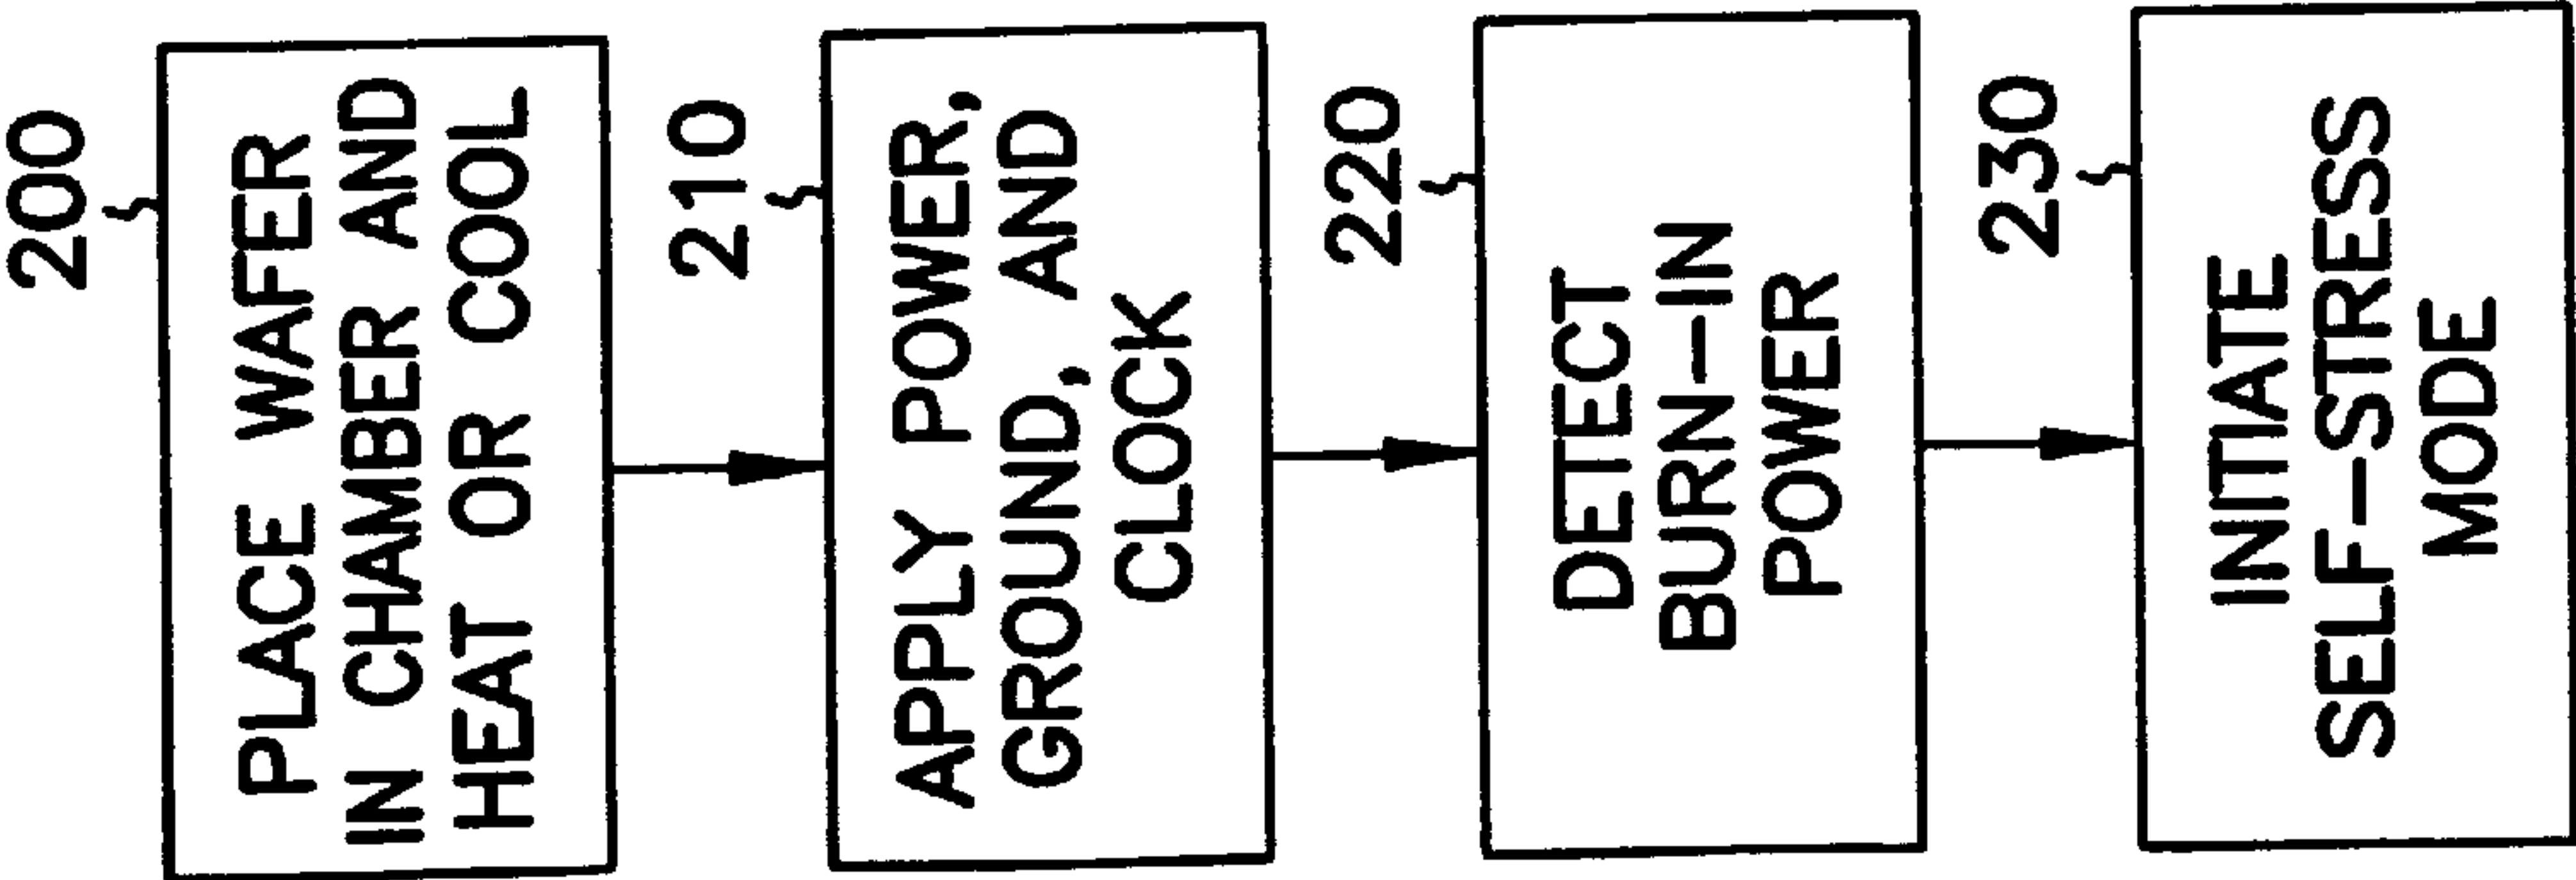 200
PLACE WAFER
IN CHAMBER AND
HEAT OR COOL
210
APPLY POWER,
GROUND, AND
CLOCK
220
DETECT
BURN-IN
POWER
230
INITIATE
SELF-STRESS
MODE